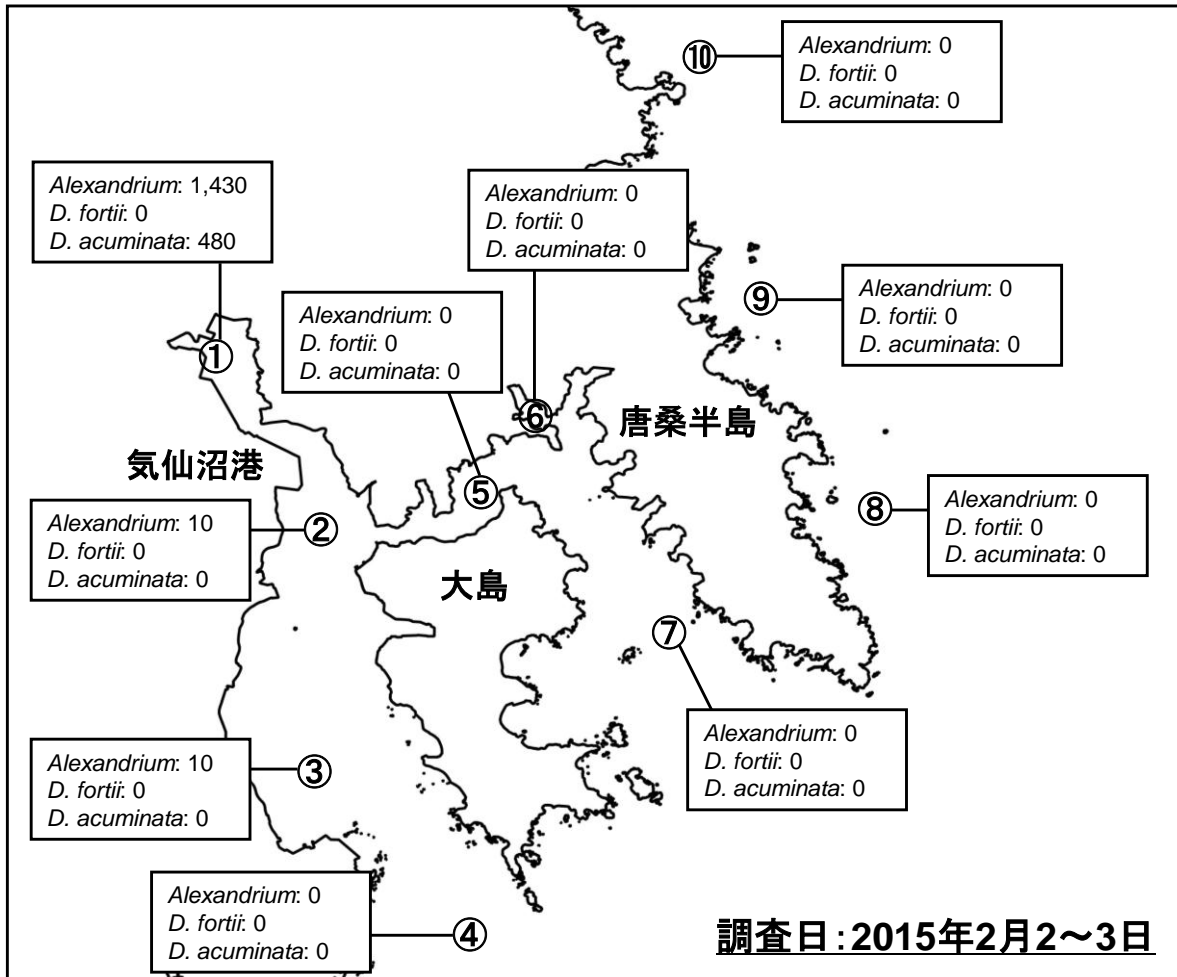 ⑩
Alexandrium: 0
D. fortii: 0
D. acuminata: 0
Alexandrium: 1,430
D. fortii: 0
D. acuminata: 480
①
Alexandrium: 0
D. fortii: 0
D. acuminata: 0
⑥
Alexandrium: 0
D. fortii: 0
D. acuminata: 0
⑤
⑨
Alexandrium: 0
D. fortii: 0
D. acuminata: 0
唐桑半島
気仙沼港
Alexandrium: 10
D. fortii: 0
D. acuminata: 0
②
⑧
Alexandrium: 0
D. fortii: 0
D. acuminata: 0
大島
⑦
Alexandrium: 0
D. fortii: 0
D. acuminata: 0
Alexandrium: 10
D. fortii: 0
D. acuminata: 0
③
Alexandrium: 0
D. fortii: 0
D. acuminata: 0
④
調査日:2015年2月2～3日